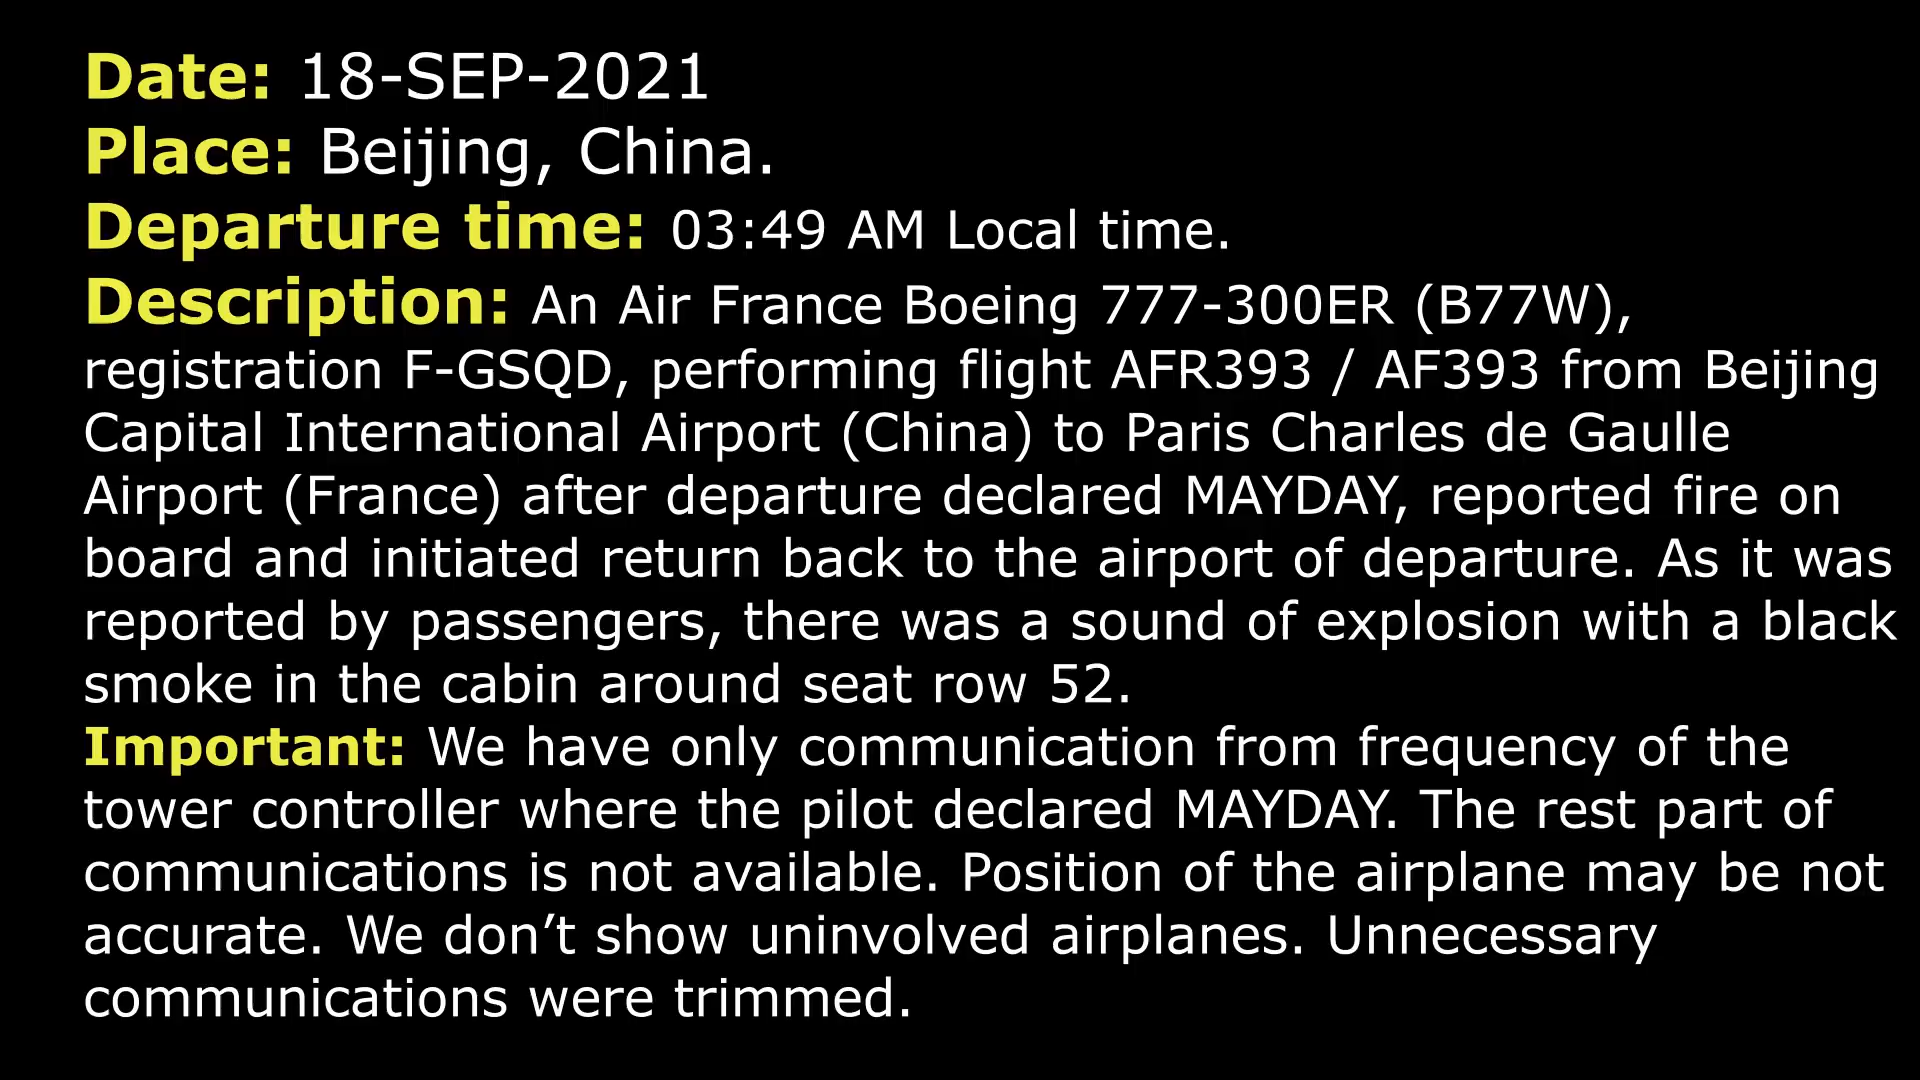 Date: 18-SEP-2021
Place: Beijing, China.
Departure time: 03:49 AM Local time.
Description: An Air France Boeing 777-300ER (B77W),
registration F-GSQD, performing flight AFR393 / AF393 from Beijing
Capital International Airport (China) to Paris Charles de Gaulle
Airport (France) after departure declared MAYDAY, reported fire on
board and initiated return back to the airport of departure. As it was
reported by passengers, there was a sound of explosion with a black
smoke in the cabin around seat row 52.
Important: We have only communication from frequency of the
tower controller where the pilot declared MAYDAY. The rest part of
communications is not available. Position of the airplane may be not
accurate. We don’t show uninvolved airplanes. Unnecessary
communications were trimmed.